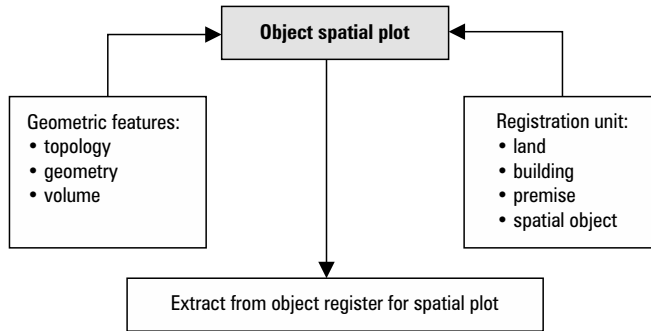 Object spatial plot
Geometric features:
• topology
• geometry
• volume
Registration unit:
• land
• building
• premise
• spatial object
Extract from object register for spatial plot